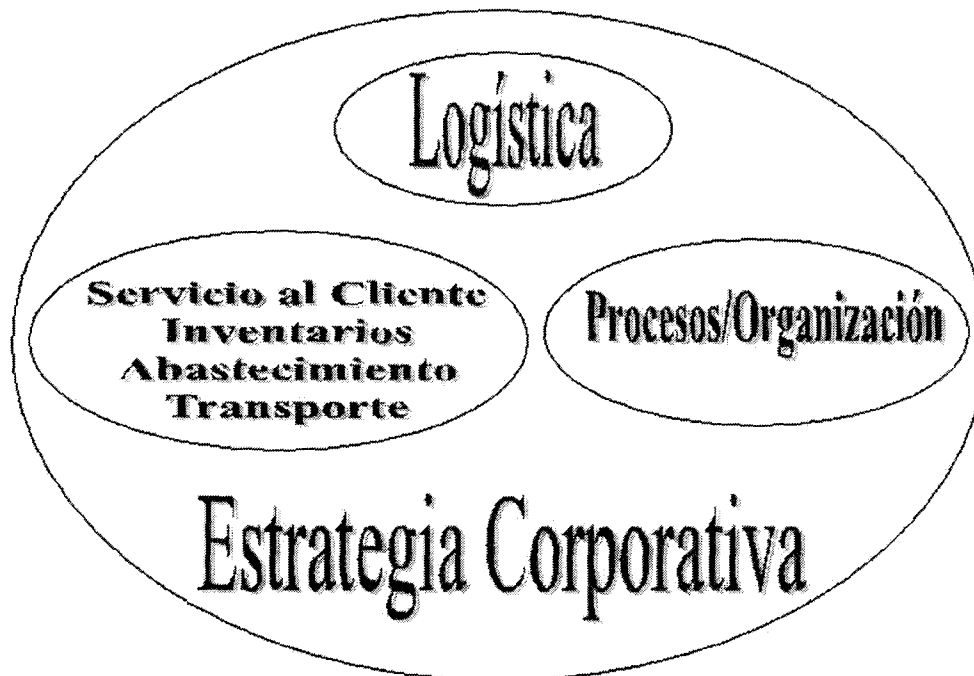 Logística
Servicio al Cliente
Inventarios
Abastecimiento
Transporte
Procesos/Organización
Estrategia Corporativa